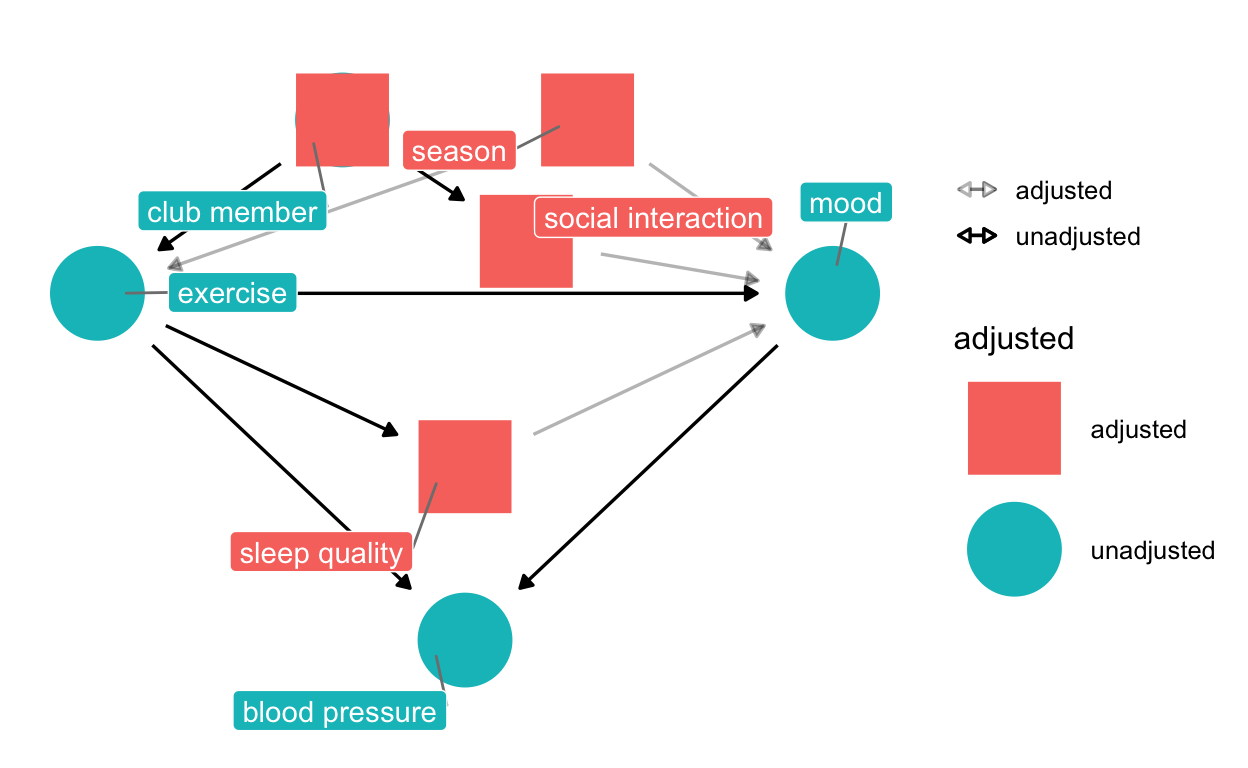 season
club member
social interaction
mood
exercise
sleep quality
blood pressure
adjusted
unadjusted
adjusted
adjusted
unadjusted